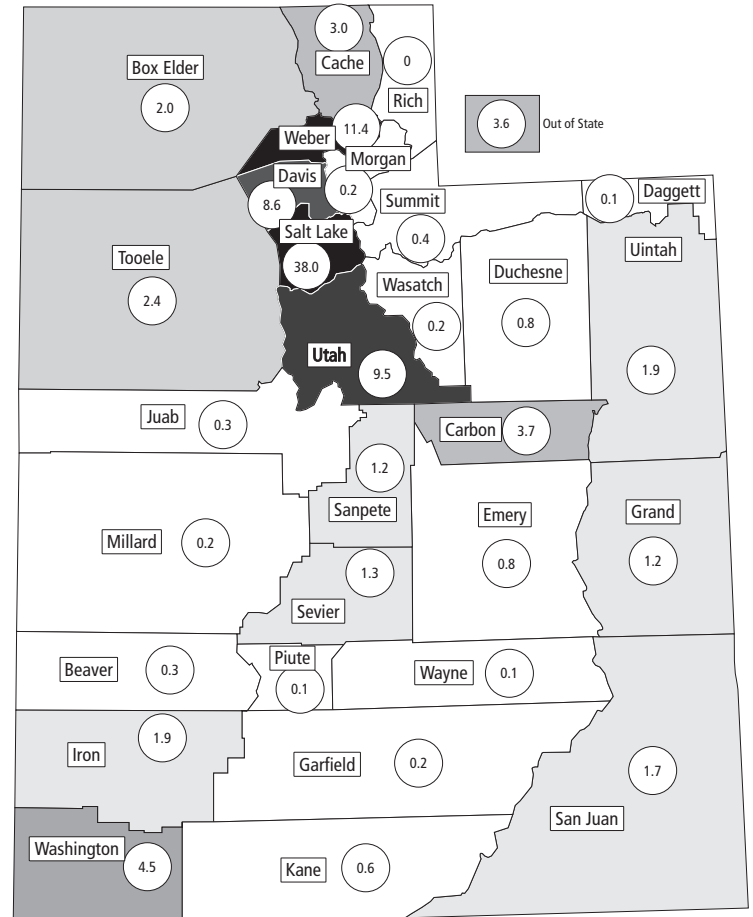 3.0
Cache
0
Rich
Box Elder
2.0
3.6
Out of State
11.4
Weber
Morgan
0.2
Davis
8.6
Summit
0.4
0.1
Daggett
Salt Lake
38.0
Uintah
1.9
Tooele
2.4
Wasatch
0.2
Duchesne
0.8
Utah
9.5
Juab
0.3
Carbon
3.7
1.2
Sanpete
Emery
0.8
Grand
1.2
Millard
0.2
1.3
Sevier
Beaver
0.3
Piute
0.1
Wayne
0.1
1.9
Iron
Garfield
0.2
1.7
San Juan
Washington
4.5
Kane
0.6